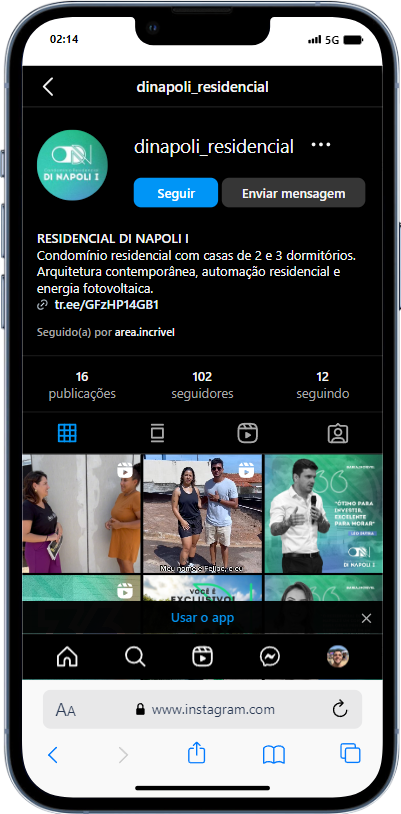 02:14
5G
dinapoli_residencial
dinapoli_residencial
DI NAPOLI I
Seguir
Enviar mensagem
RESIDENCIAL DI NAPOLI I
Condomínio residencial com casas de 2 e 3 dormitórios.
Arquitetura contemporânea, automação residencial e
energia fotovoltaica.
tr.ee/GFzHP14GB1
Seguido(a) por area.incrivel
16
publicações
102
seguidores
12
seguindo
"ÓTIMO PARA
INVESTIR,
EXCELENTE
PARA MORAR"
DI NAPOLI I
VOCÊ É
EXCLUSIVO!
Usar o app
AA
www.instagram.com